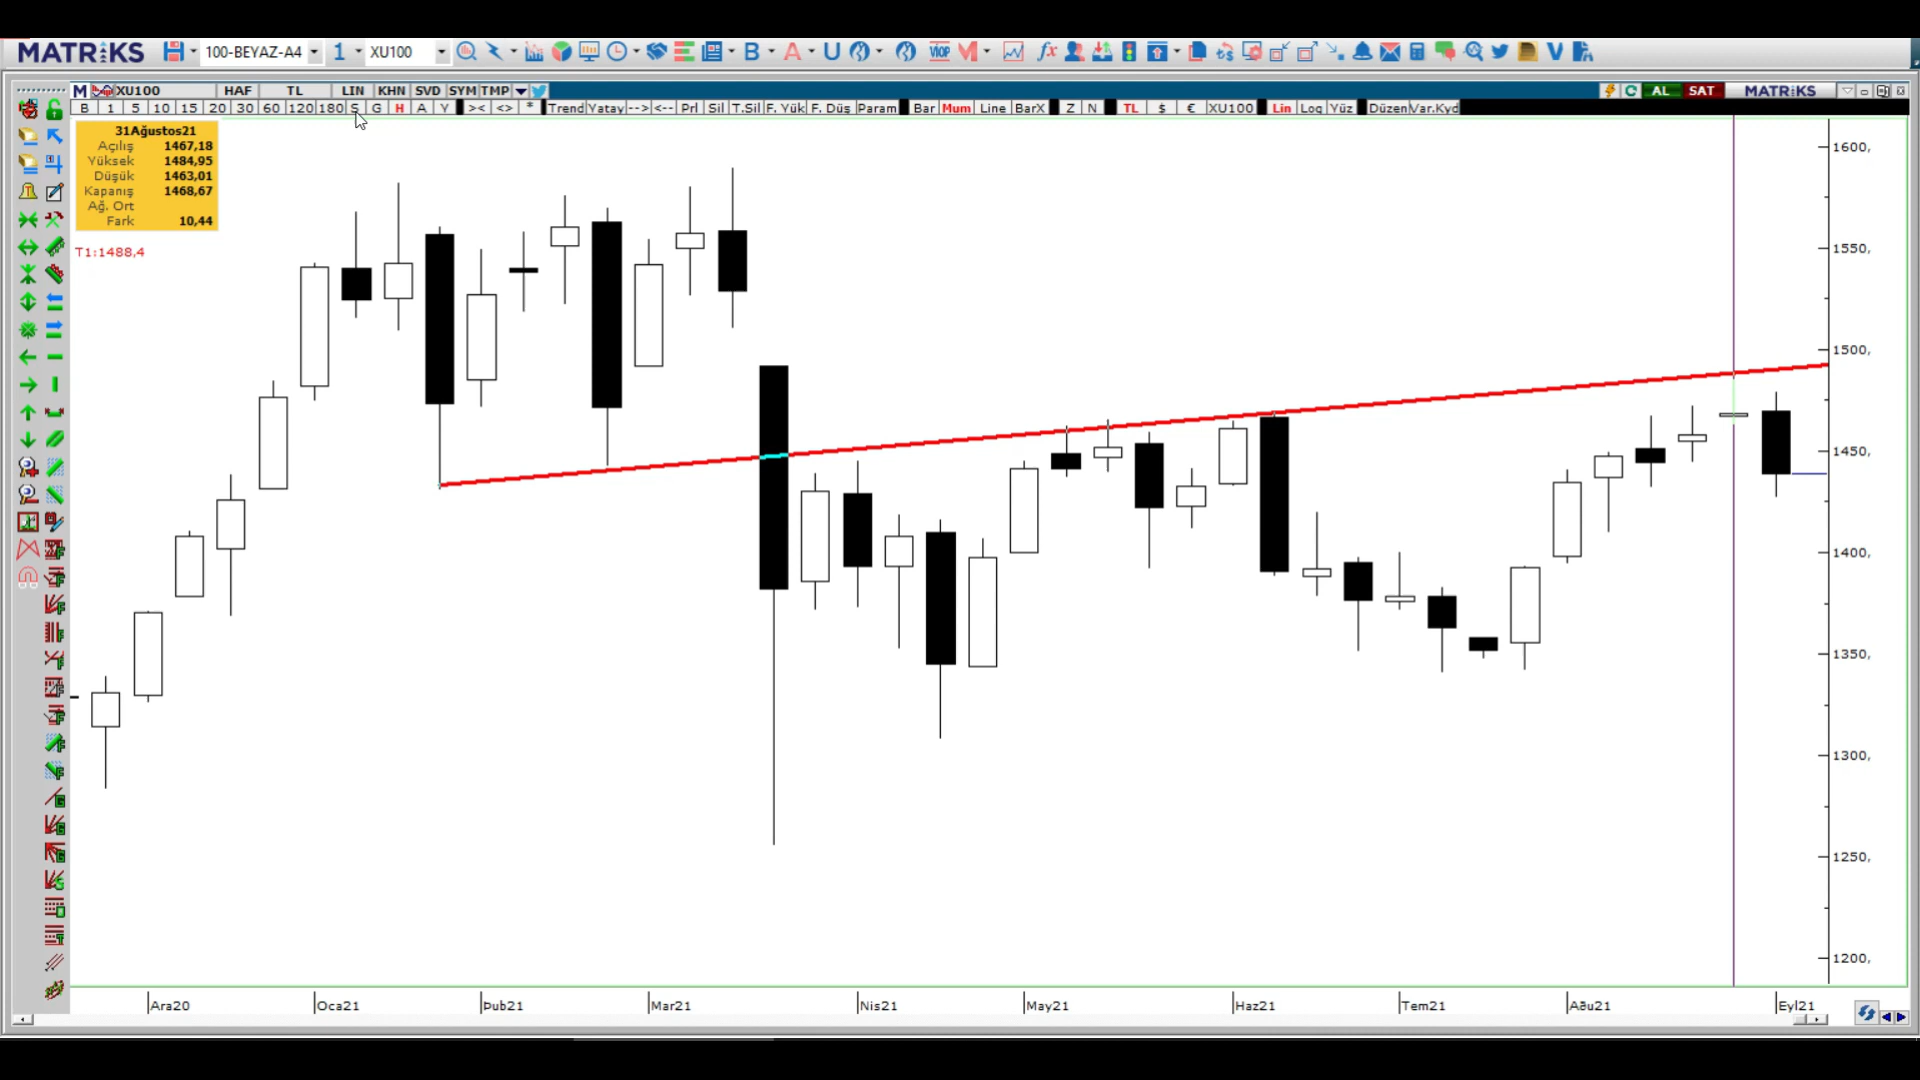 MATRiKS 100-BEYAZ-A4 1 XU100 B A U VIOP M fx V
M XU100 HAF TL LIN KHN SVD SYM TMP AL SAT MATRiKS
B 1 5 10 15 20 30 60 120 180 S G H A Y >< <> * Trend Yatay --> <-- Prl Sil T.Sil F. Yük F. Düş Param Bar Mum Line BarX Z N TL $ € XU100 Lin Log Yüz Düzen Var.Kyd
31Ağustos21
Açılış 1467,18
Yüksek 1484,95
Düşük 1463,01
Kapanış 1468,67
Ağ. Ort
Fark 10,44
T1:1488,4
1600,
1550,
1500,
1450,
1400,
1350,
1300,
1250,
1200,
Ara20 Oca21 Þub21 Mar21 Nis21 May21 Haz21 Tem21 Aðu21 Eyl21